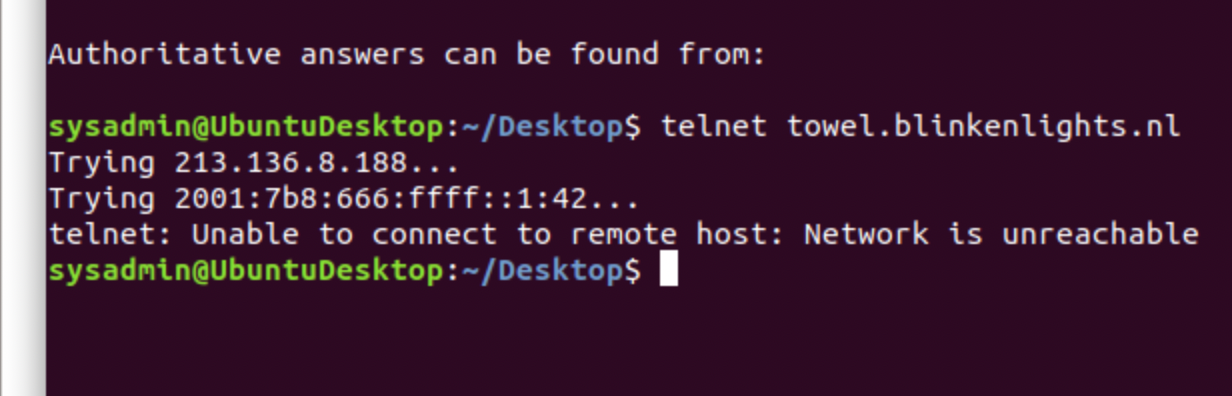 Authoritative answers can be found from:
sysadmin@UbuntuDesktop:~/Desktop$ telnet towel.blinkenlights.nl
Trying 213.136.8.188...
Trying 2001:7b8:666:ffff::1:42...
telnet: Unable to connect to remote host: Network is unreachable
sysadmin@UbuntuDesktop:~/Desktop$